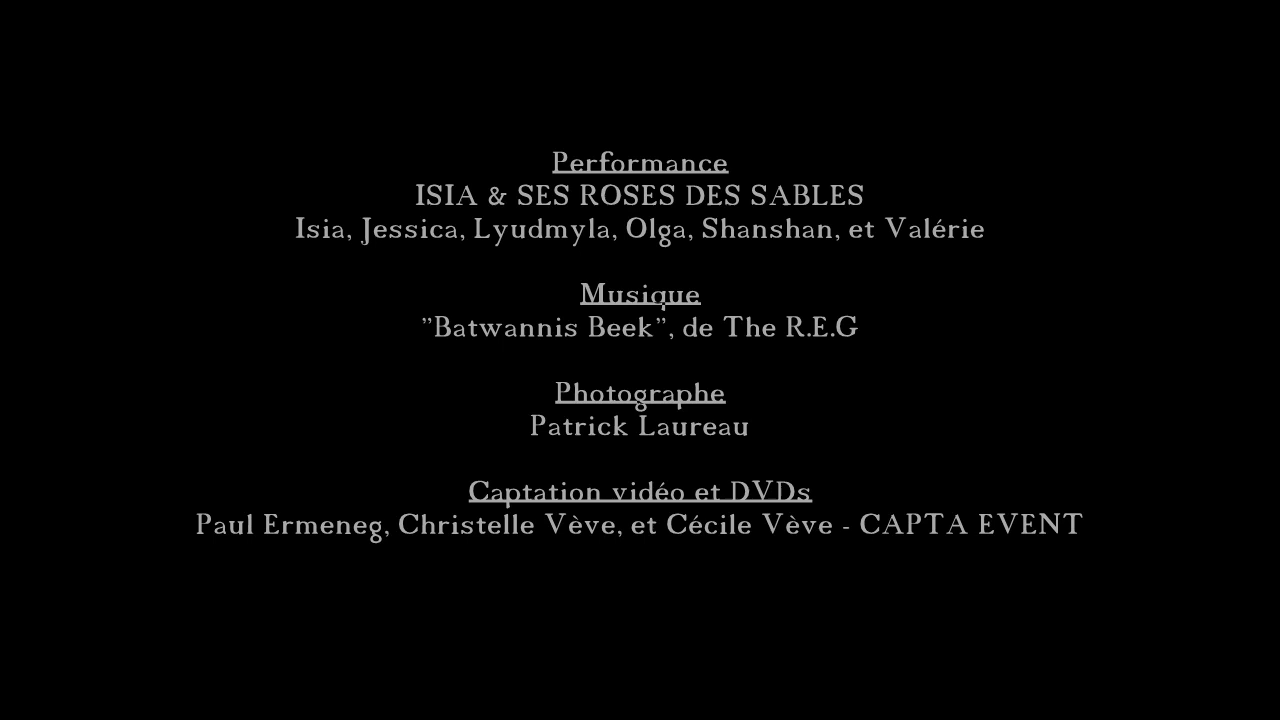 Performance
ISIA & SES ROSES DES SABLES
Isia, Jessica, Lyudmyla, Olga, Shanshan, et Valérie
Musique
”Batwannis Beek”, de The R.E.G
Photographe
Patrick Laureau
Captation vidéo et DVDs
Paul Ermeneg, Christelle Vève, et Cécile Vève - CAPTA EVENT